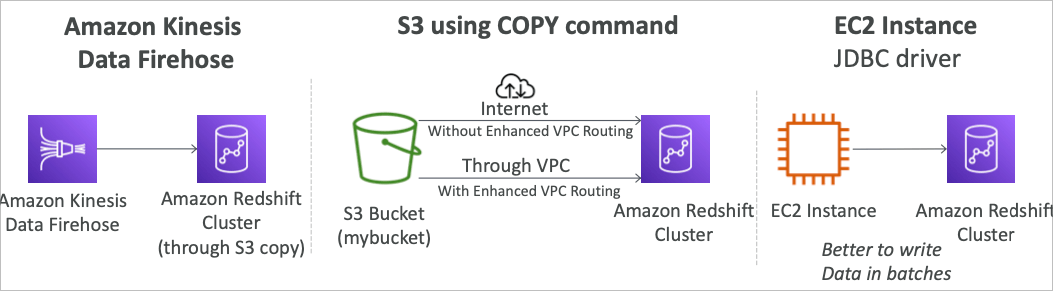 Amazon Kinesis
Data Firehose
Amazon Kinesis
Data Firehose
Amazon Redshift
Cluster
(through S3 copy)
S3 using COPY command
Internet
Without Enhanced VPC Routing
Through VPC
With Enhanced VPC Routing
S3 Bucket
(mybucket)
Amazon Redshift
Cluster
EC2 Instance
JDBC driver
EC2 Instance
Amazon Redshift
Cluster
Better to write
Data in batches